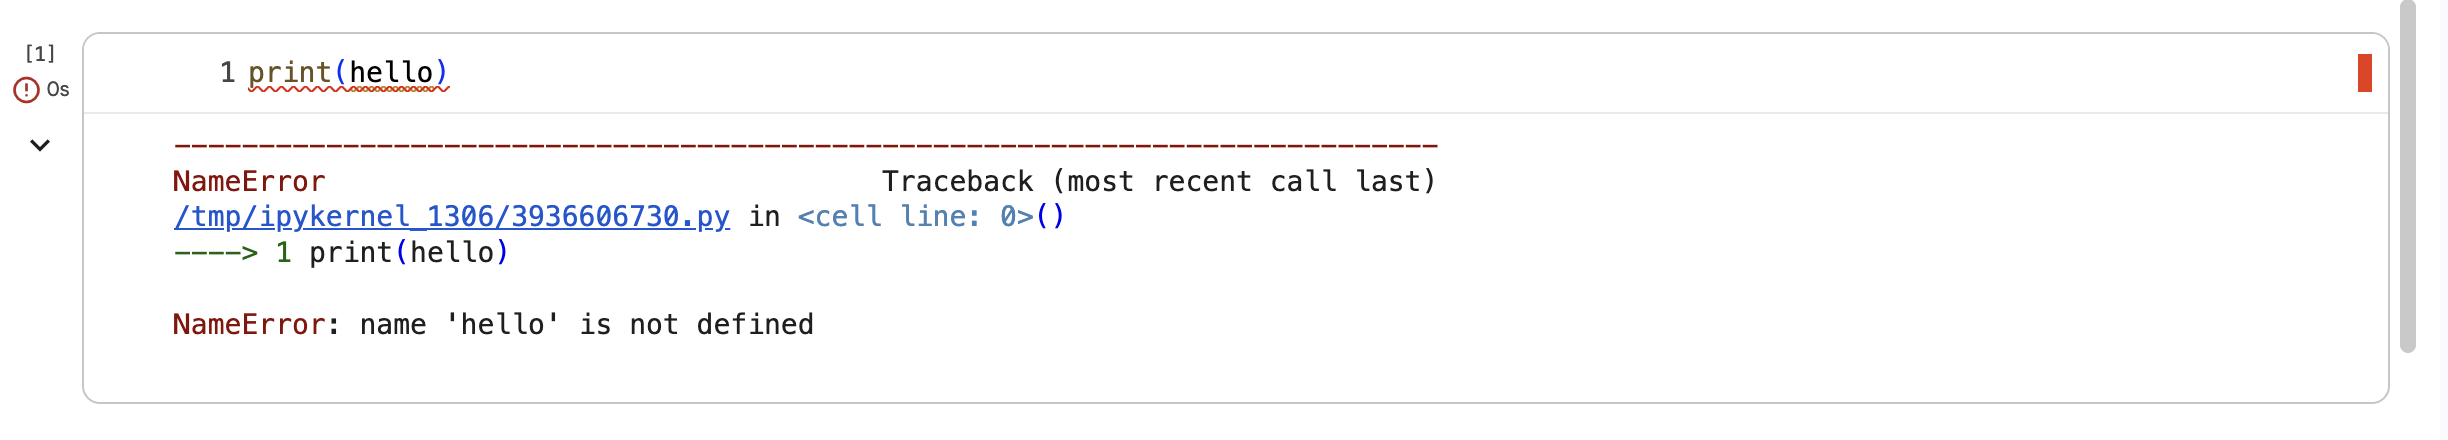 [1]
0s
1 print(hello)
---------------------------------------------------------------------------
NameError                                 Traceback (most recent call last)
/tmp/ipykernel_1306/3936606730.py in <cell line: 0>()
----> 1 print(hello)
NameError: name 'hello' is not defined